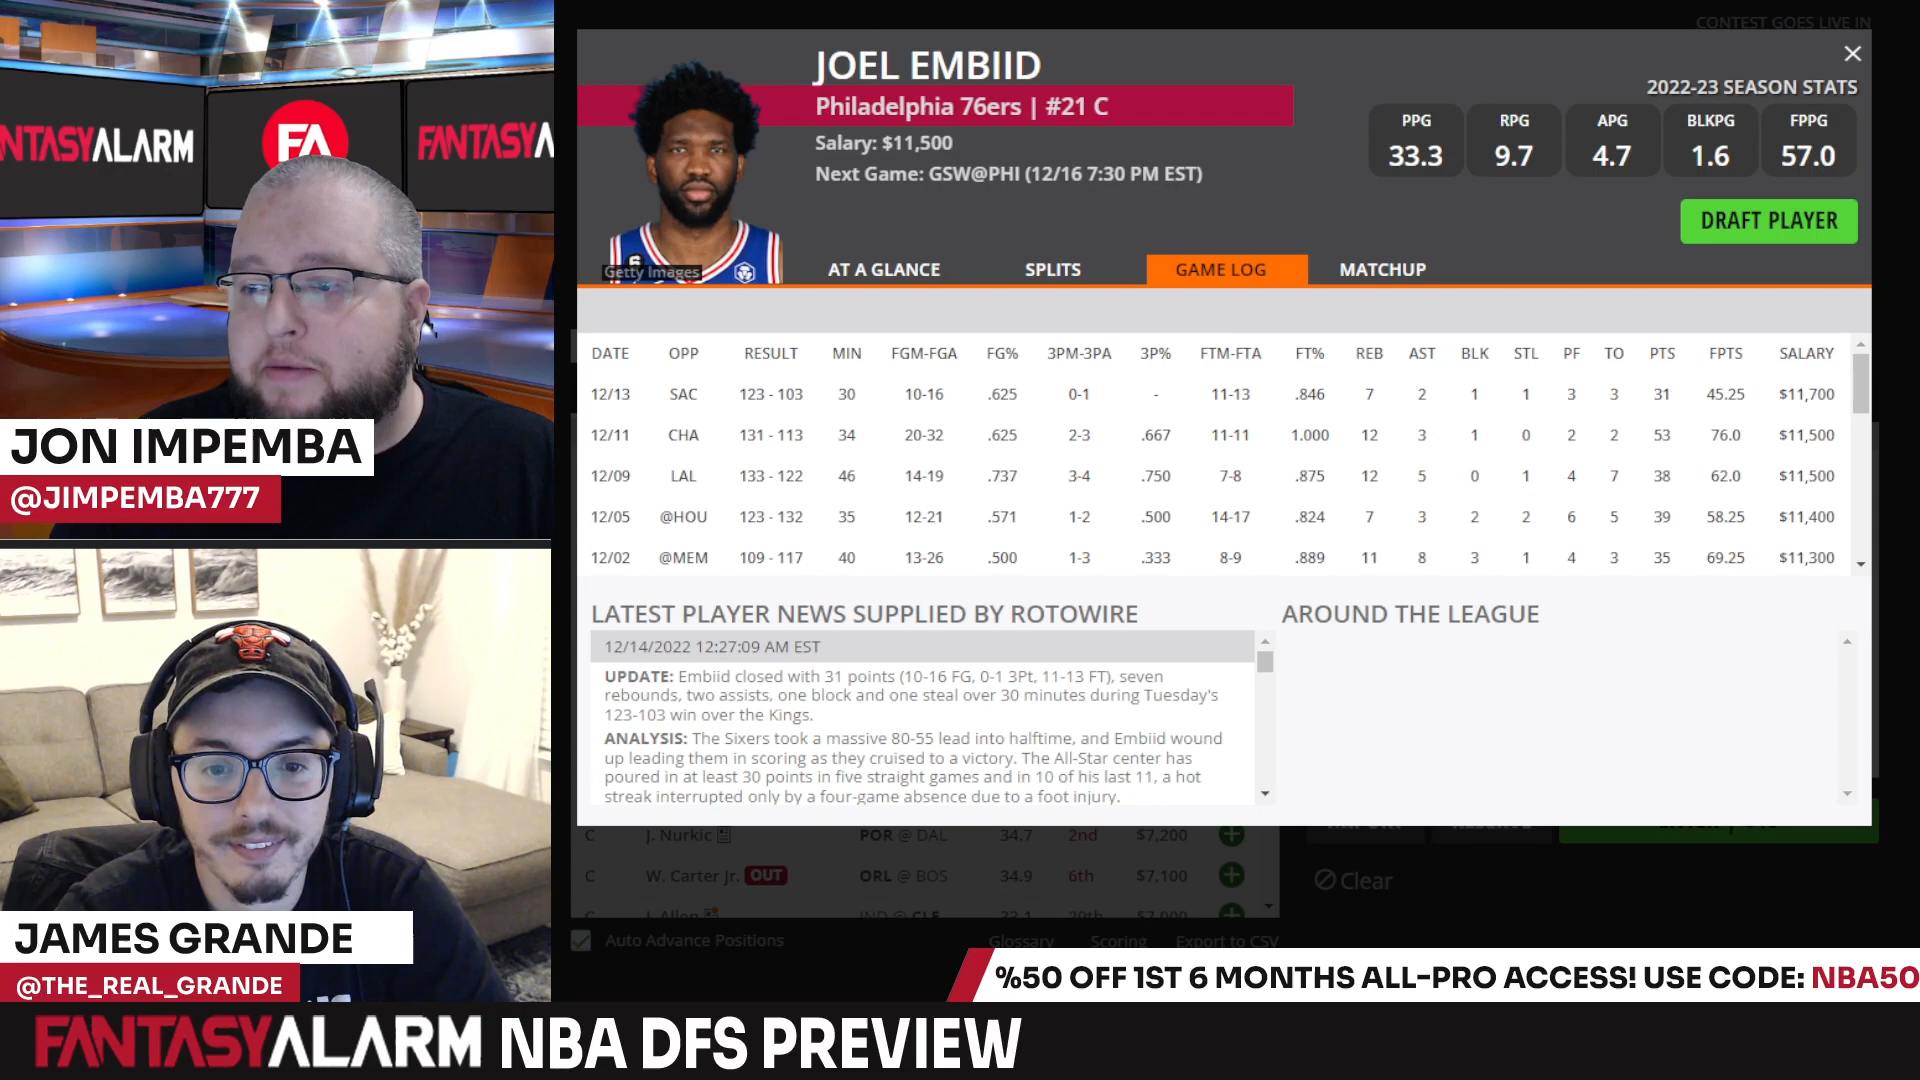 CONTEST GOES LIVE IN
JOEL EMBIID
Philadelphia 76ers | #21 C
Salary: $11,500
Next Game: GSW@PHI (12/16 7:30 PM EST)
2022-23 SEASON STATS
PPG RPG APG BLKPG FPPG
33.3 9.7 4.7 1.6 57.0
DRAFT PLAYER
Getty Images
AT A GLANCE SPLITS GAME LOG MATCHUP
DATE OPP RESULT MIN FGM-FGA FG% 3PM-3PA 3P% FTM-FTA FT% REB AST BLK STL PF TO PTS FPTS SALARY
12/13 SAC 123 - 103 30 10-16 .625 0-1 - 11-13 .846 7 2 1 1 3 3 31 45.25 $11,700
12/11 CHA 131 - 113 34 20-32 .625 2-3 .667 11-11 1.000 12 3 1 0 2 2 53 76.0 $11,500
12/09 LAL 133 - 122 46 14-19 .737 3-4 .750 7-8 .875 12 5 0 1 4 7 38 62.0 $11,500
12/05 @HOU 123 - 132 35 12-21 .571 1-2 .500 14-17 .824 7 3 2 2 6 5 39 58.25 $11,400
12/02 @MEM 109 - 117 40 13-26 .500 1-3 .333 8-9 .889 11 8 3 1 4 3 35 69.25 $11,300
LATEST PLAYER NEWS SUPPLIED BY ROTOWIRE
AROUND THE LEAGUE
12/14/2022 12:27:09 AM EST
UPDATE: Embiid closed with 31 points (10-16 FG, 0-1 3Pt, 11-13 FT), seven
rebounds, two assists, one block and one steal over 30 minutes during Tuesday's
123-103 win over the Kings.
ANALYSIS: The Sixers took a massive 80-55 lead into halftime, and Embiid wound
up leading them in scoring as they cruised to a victory. The All-Star center has
poured in at least 30 points in five straight games and in 10 of his last 11, a hot
streak interrupted only by a four-game absence due to a foot injury.
C J. Nurkic POR @ DAL 34.7 2nd $7,200
C W. Carter Jr. OUT ORL @ BOS 34.9 6th $7,100
C J. Allen IND @ CLE 33.1 29th $7,000
Clear
Auto Advance Positions
Glossary Scoring Export to CSV
NTASYALARM
FA
FANTASYA
JON IMPEMBA
@JIMPEMBA777
JAMES GRANDE
@THE_REAL_GRANDE
%50 OFF 1ST 6 MONTHS ALL-PRO ACCESS! USE CODE: NBA50
FANTASYALARM NBA DFS PREVIEW